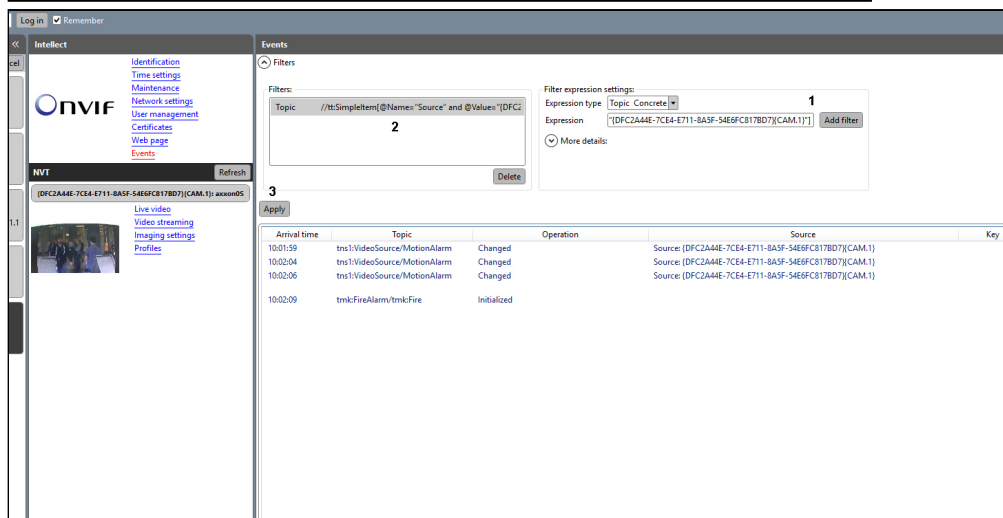 Log in Remember
Intellect
Events
cel
Filters
Identification
Time settings
Maintenance
Network settings
User management
Certificates
Web page
Events
ONVIF
Filters:
Topic //tt:SimpleItem[@Name="Source" and @Value="{DFC2
2
Delete
Filter expression settings:
Expression type Topic Concrete 1
Expression "{DFC2A44E-7CE4-E711-8A5F-54E6FC817BD7}{CAM.1}"] Add filter
More details:
NVT Refresh
{DFC2A44E-7CE4-E711-8A5F-54E6FC817BD7}{CAM.1}: axxon05
1.1
Live video
Video streaming
Imaging settings
Profiles
3
Apply
Arrival time Topic Operation Source Key
10:01:59 tns1:VideoSource/MotionAlarm Changed Source: {DFC2A44E-7CE4-E711-8A5F-54E6FC817BD7}{CAM.1}
10:02:04 tns1:VideoSource/MotionAlarm Changed Source: {DFC2A44E-7CE4-E711-8A5F-54E6FC817BD7}{CAM.1}
10:02:06 tns1:VideoSource/MotionAlarm Changed Source: {DFC2A44E-7CE4-E711-8A5F-54E6FC817BD7}{CAM.1}
10:02:09 tmk:FireAlarm/tmk:Fire Initialized